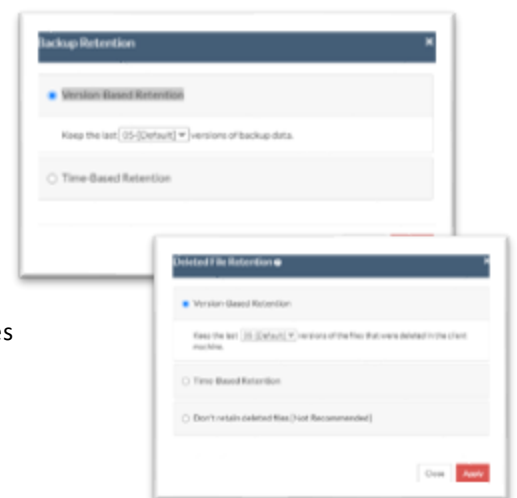 Backup Retention ×
Version-Based Retention
Keep the last 05-[Default] versions of backup data.
Time-Based Retention
Deleted File Retention ×
Version-Based Retention
Keep the last 05-[Default] versions of the files that were deleted in the client
machine.
Time-Based Retention
Don't retain deleted files [Not Recommended]
Close Apply
es